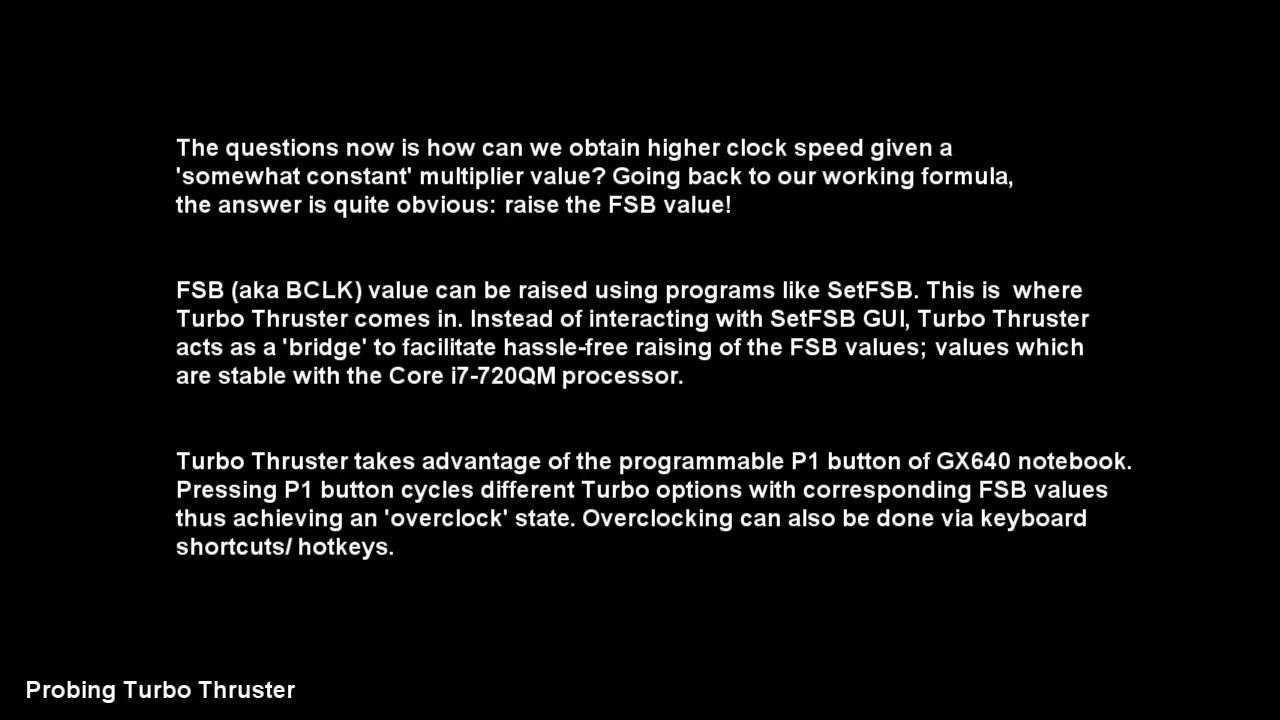 The questions now is how can we obtain higher clock speed given a
'somewhat constant' multiplier value? Going back to our working formula,
the answer is quite obvious: raise the FSB value!
FSB (aka BCLK) value can be raised using programs like SetFSB. This is  where
Turbo Thruster comes in. Instead of interacting with SetFSB GUI, Turbo Thruster
acts as a 'bridge' to facilitate hassle-free raising of the FSB values; values which
are stable with the Core i7-720QM processor.
Turbo Thruster takes advantage of the programmable P1 button of GX640 notebook.
Pressing P1 button cycles different Turbo options with corresponding FSB values
thus achieving an 'overclock' state. Overclocking can also be done via keyboard
shortcuts/ hotkeys.
Probing Turbo Thruster